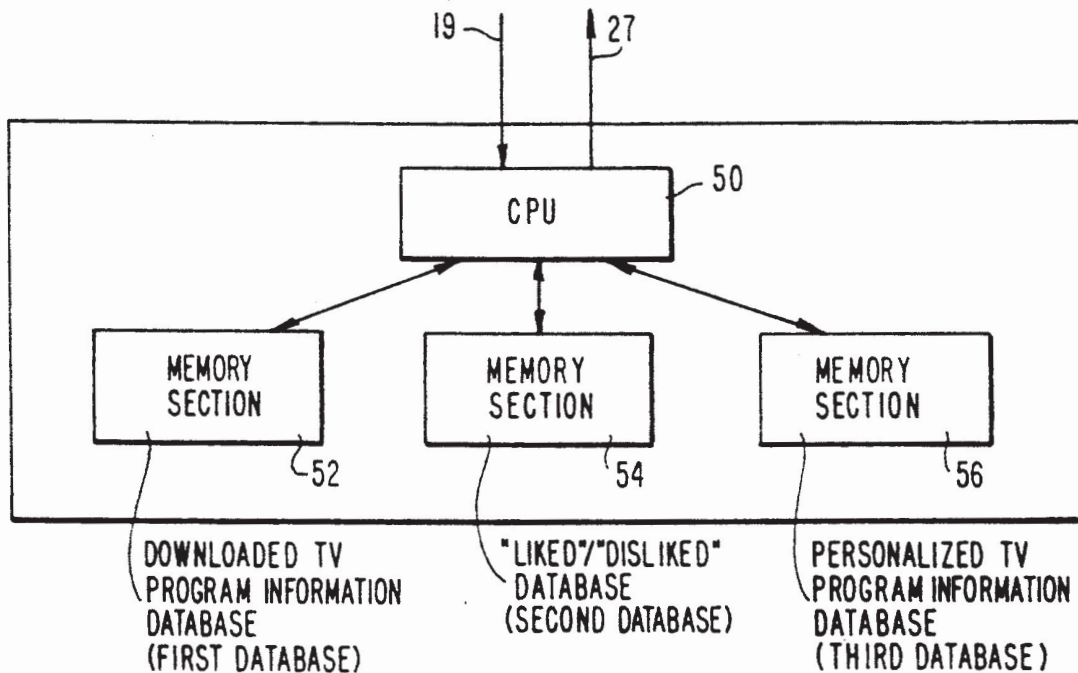 19
27
CPU
50
MEMORY
SECTION
52
MEMORY
SECTION
54
MEMORY
SECTION
56
DOWNLOADED TV
PROGRAM INFORMATION
DATABASE
(FIRST DATABASE)
"LIKED"/"DISLIKED"
DATABASE
(SECOND DATABASE)
PERSONALIZED TV
PROGRAM INFORMATION
DATABASE
(THIRD DATABASE)